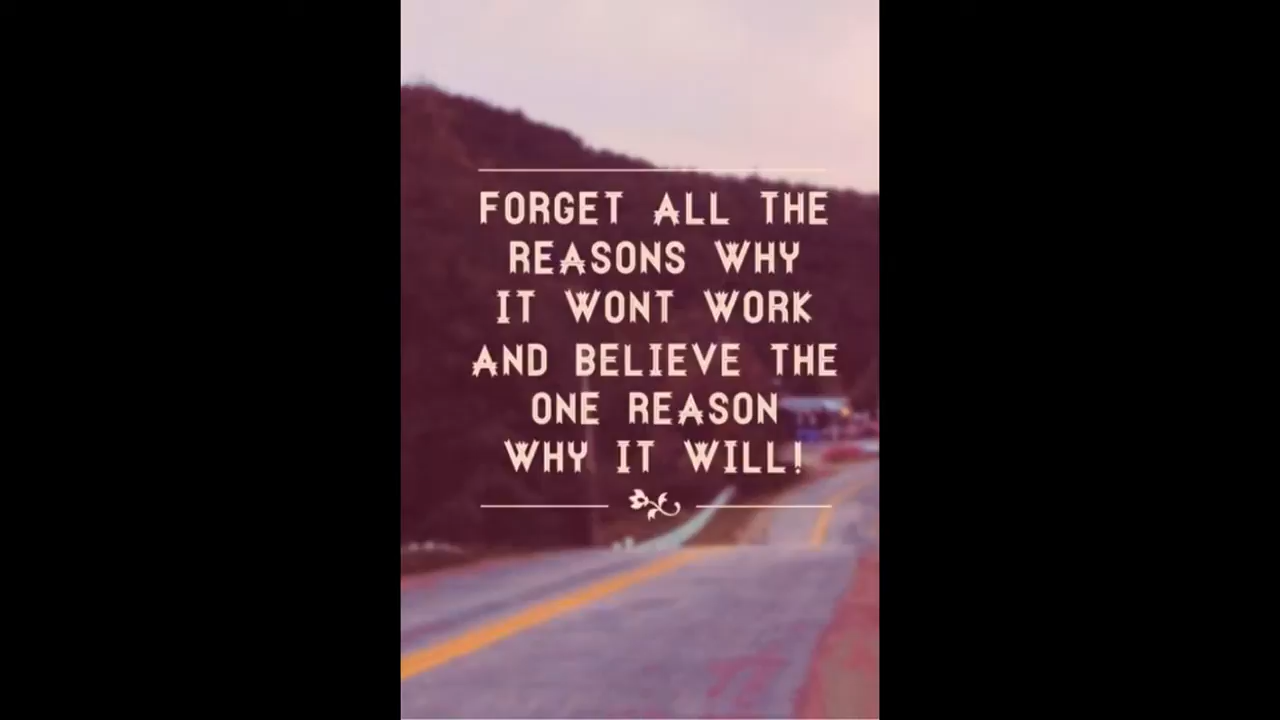 FORGET ALL THE
REASONS WHY
IT WONT WORK
AND BELIEVE THE
ONE REASON
WHY IT WILL!